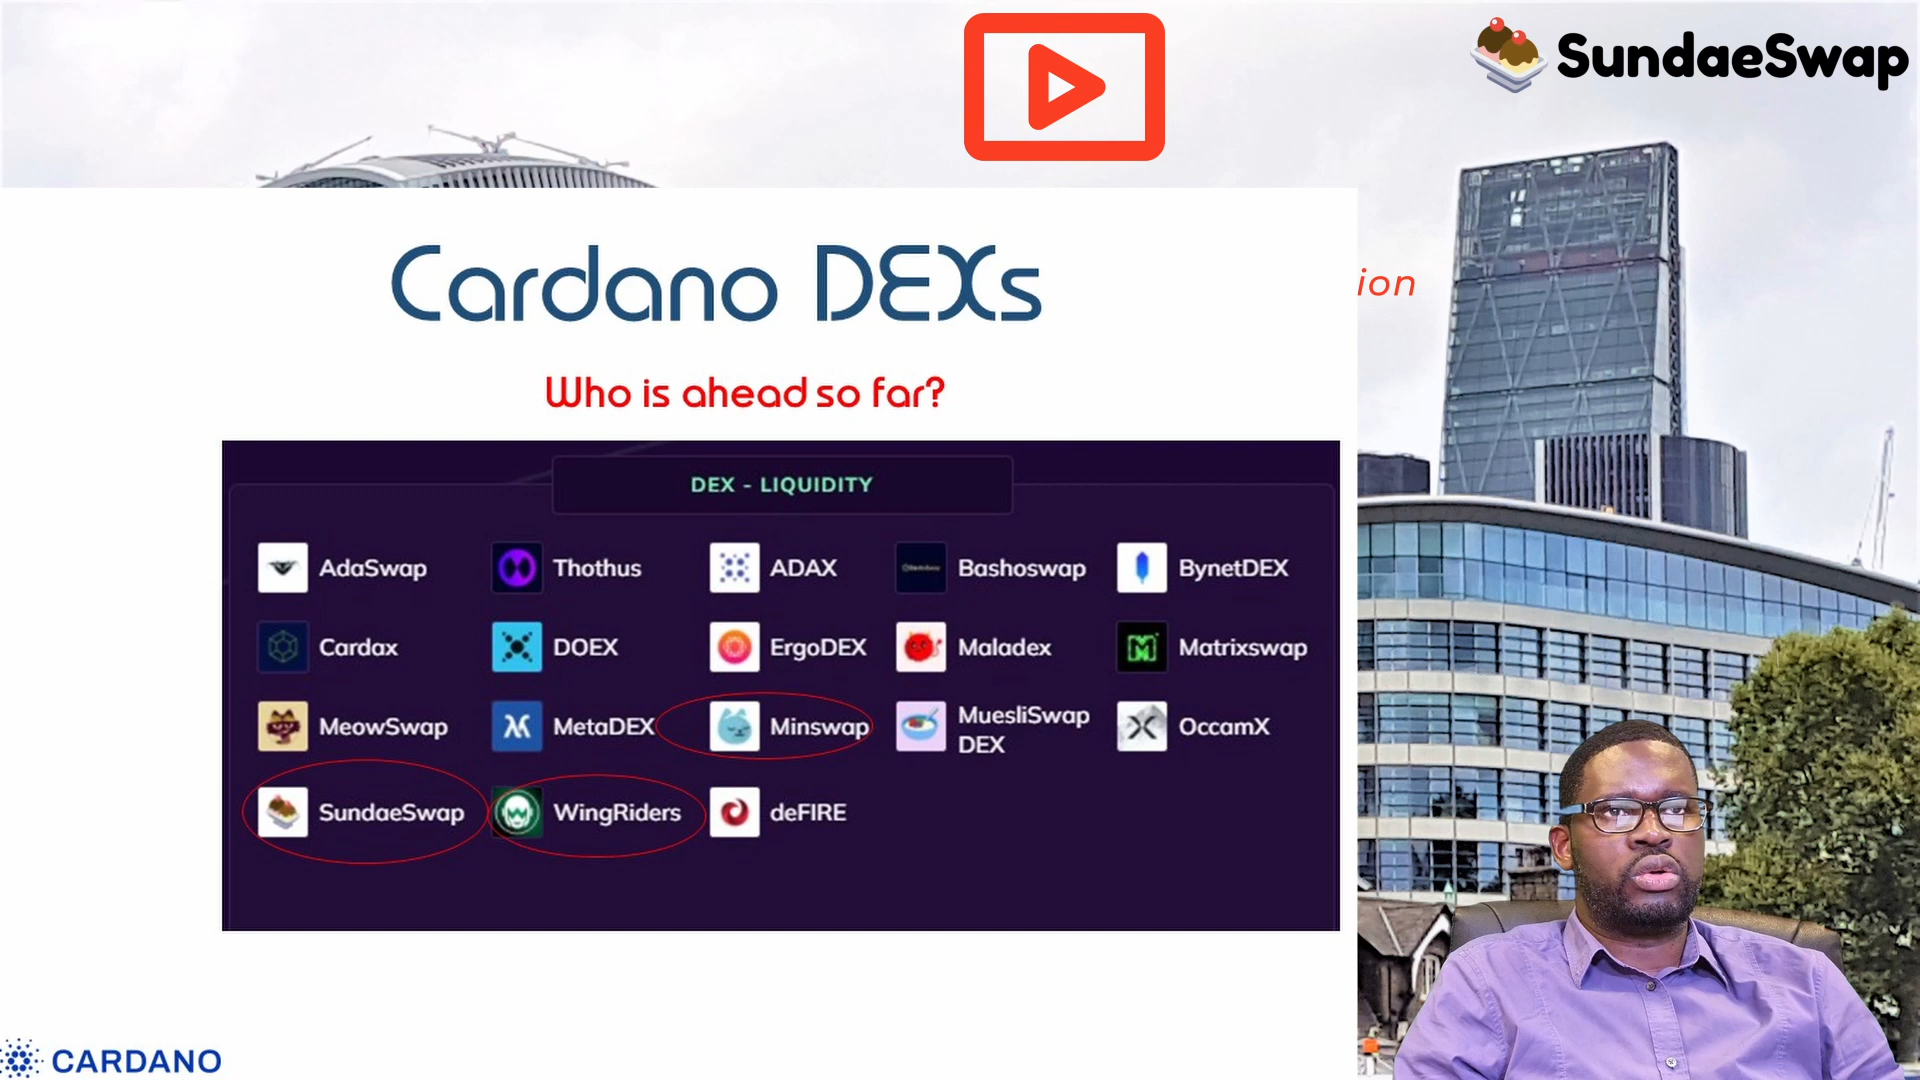 SundaeSwap
Cardano DEXs
ion
Who is ahead so far?
DEX - LIQUIDITY
AdaSwap
Thothus
ADAX
Bashoswap
BynetDEX
Cardax
DOEX
ErgoDEX
Maladex
Matrixswap
MeowSwap
MetaDEX
Minswap
MuesliSwap
DEX
OccamX
SundaeSwap
WingRiders
deFIRE
CARDANO